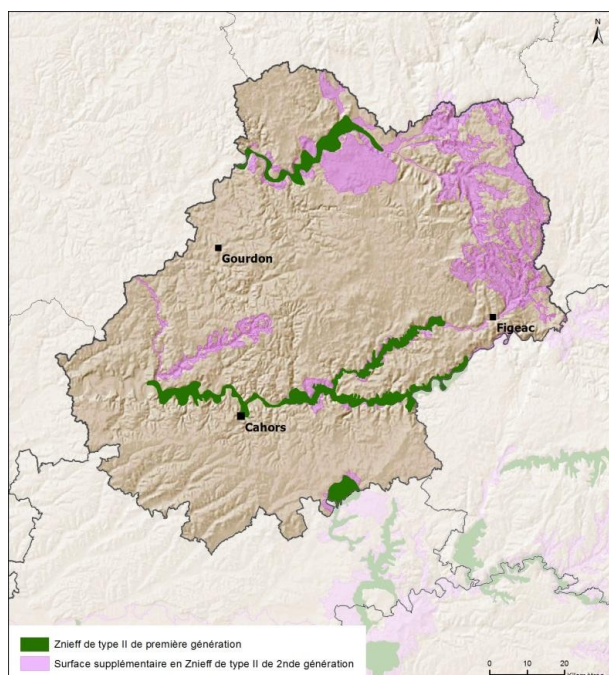 N
Gourdon
Figeac
Cahors
Znieff de type II de première génération
Surface supplémentaire en Znieff de type II de 2nde génération
0 10 20